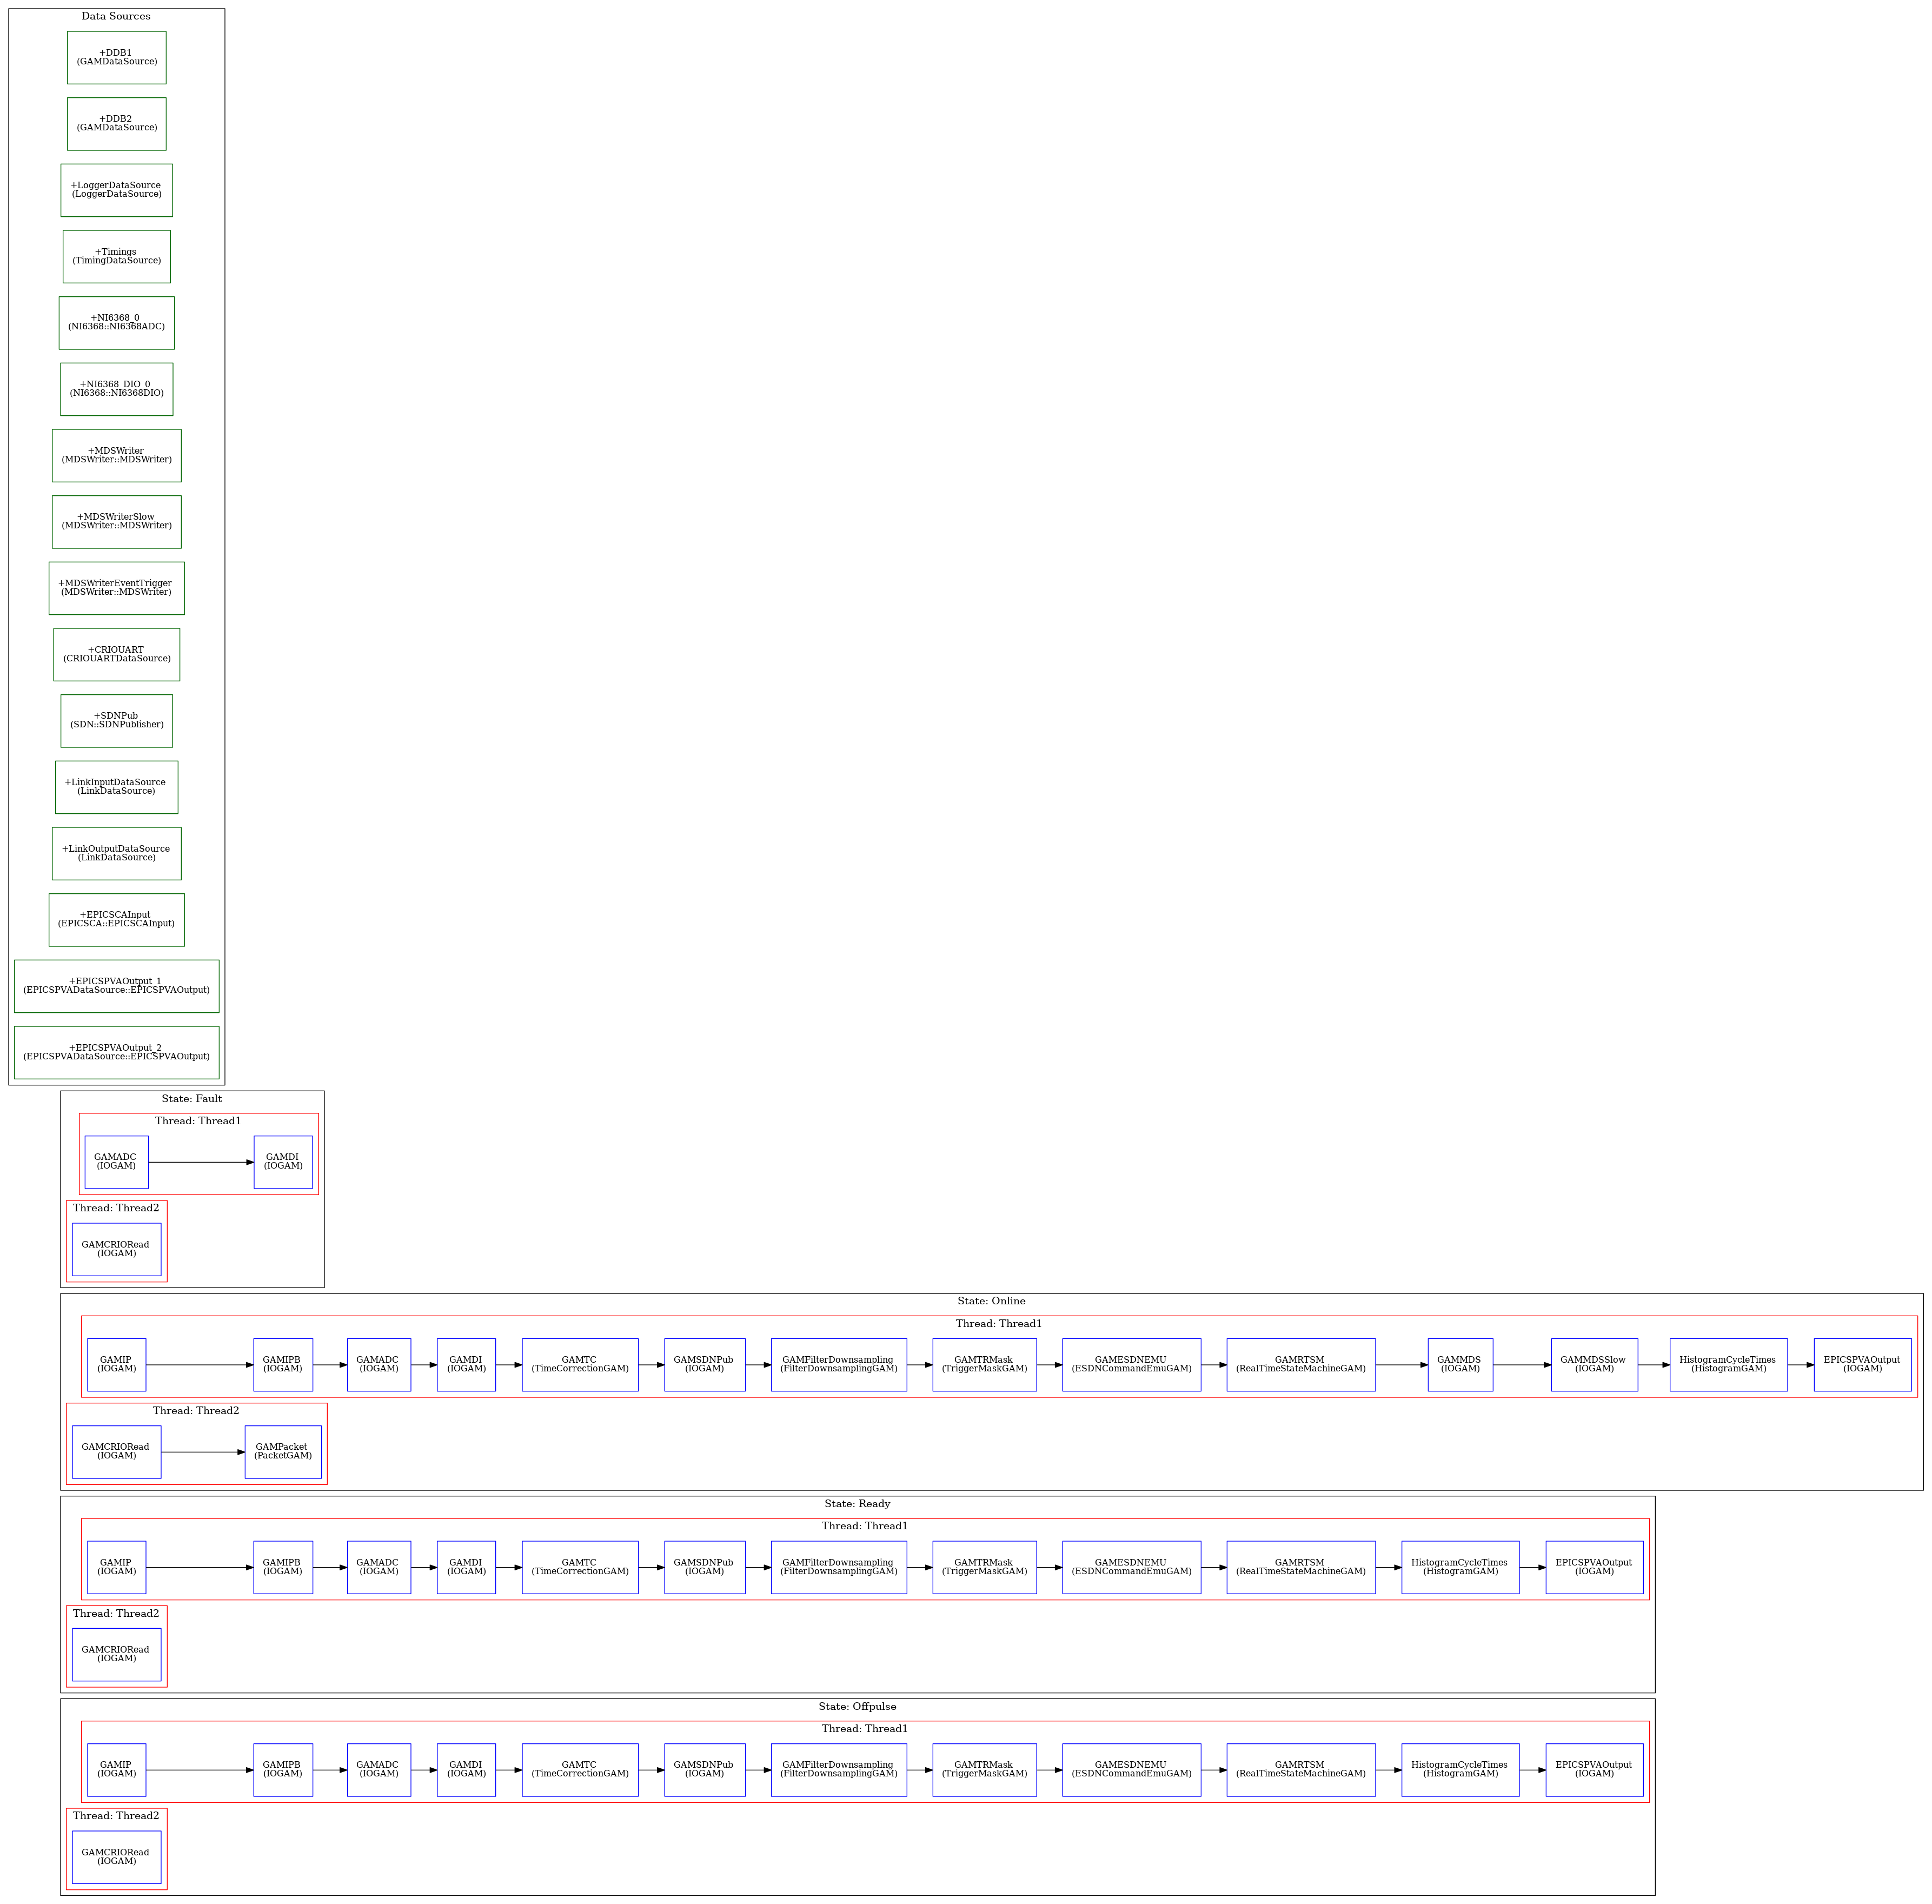 Data Sources
+DDB1
(GAMDataSource)
+DDB2
(GAMDataSource)
+LoggerDataSource
(LoggerDataSource)
+Timings
(TimingDataSource)
+NI6368_0
(NI6368::NI6368ADC)
+NI6368_DIO_0
(NI6368::NI6368DIO)
+MDSWriter
(MDSWriter::MDSWriter)
+MDSWriterSlow
(MDSWriter::MDSWriter)
+MDSWriterEventTrigger
(MDSWriter::MDSWriter)
+CRIOUART
(CRIOUARTDataSource)
+SDNPub
(SDN::SDNPublisher)
+LinkInputDataSource
(LinkDataSource)
+LinkOutputDataSource
(LinkDataSource)
+EPICSCAInput
(EPICSCA::EPICSCAInput)
+EPICSPVAOutput_1
(EPICSPVADataSource::EPICSPVAOutput)
+EPICSPVAOutput_2
(EPICSPVADataSource::EPICSPVAOutput)
State: Fault
Thread: Thread1
GAMADC
(IOGAM)
GAMDI
(IOGAM)
Thread: Thread2
GAMCRIORead
(IOGAM)
State: Online
Thread: Thread1
GAMIP
(IOGAM)
GAMIPB
(IOGAM)
GAMADC
(IOGAM)
GAMDI
(IOGAM)
GAMTC
(TimeCorrectionGAM)
GAMSDNPub
(IOGAM)
GAMFilterDownsampling
(FilterDownsamplingGAM)
GAMTRMask
(TriggerMaskGAM)
GAMESDNEMU
(ESDNCommandEmuGAM)
GAMRTSM
(RealTimeStateMachineGAM)
GAMMDS
(IOGAM)
GAMMDSSlow
(IOGAM)
HistogramCycleTimes
(HistogramGAM)
EPICSPVAOutput
(IOGAM)
Thread: Thread2
GAMCRIORead
(IOGAM)
GAMPacket
(PacketGAM)
State: Ready
Thread: Thread1
GAMIP
(IOGAM)
GAMIPB
(IOGAM)
GAMADC
(IOGAM)
GAMDI
(IOGAM)
GAMTC
(TimeCorrectionGAM)
GAMSDNPub
(IOGAM)
GAMFilterDownsampling
(FilterDownsamplingGAM)
GAMTRMask
(TriggerMaskGAM)
GAMESDNEMU
(ESDNCommandEmuGAM)
GAMRTSM
(RealTimeStateMachineGAM)
HistogramCycleTimes
(HistogramGAM)
EPICSPVAOutput
(IOGAM)
Thread: Thread2
GAMCRIORead
(IOGAM)
State: Offpulse
Thread: Thread1
GAMIP
(IOGAM)
GAMIPB
(IOGAM)
GAMADC
(IOGAM)
GAMDI
(IOGAM)
GAMTC
(TimeCorrectionGAM)
GAMSDNPub
(IOGAM)
GAMFilterDownsampling
(FilterDownsamplingGAM)
GAMTRMask
(TriggerMaskGAM)
GAMESDNEMU
(ESDNCommandEmuGAM)
GAMRTSM
(RealTimeStateMachineGAM)
HistogramCycleTimes
(HistogramGAM)
EPICSPVAOutput
(IOGAM)
Thread: Thread2
GAMCRIORead
(IOGAM)